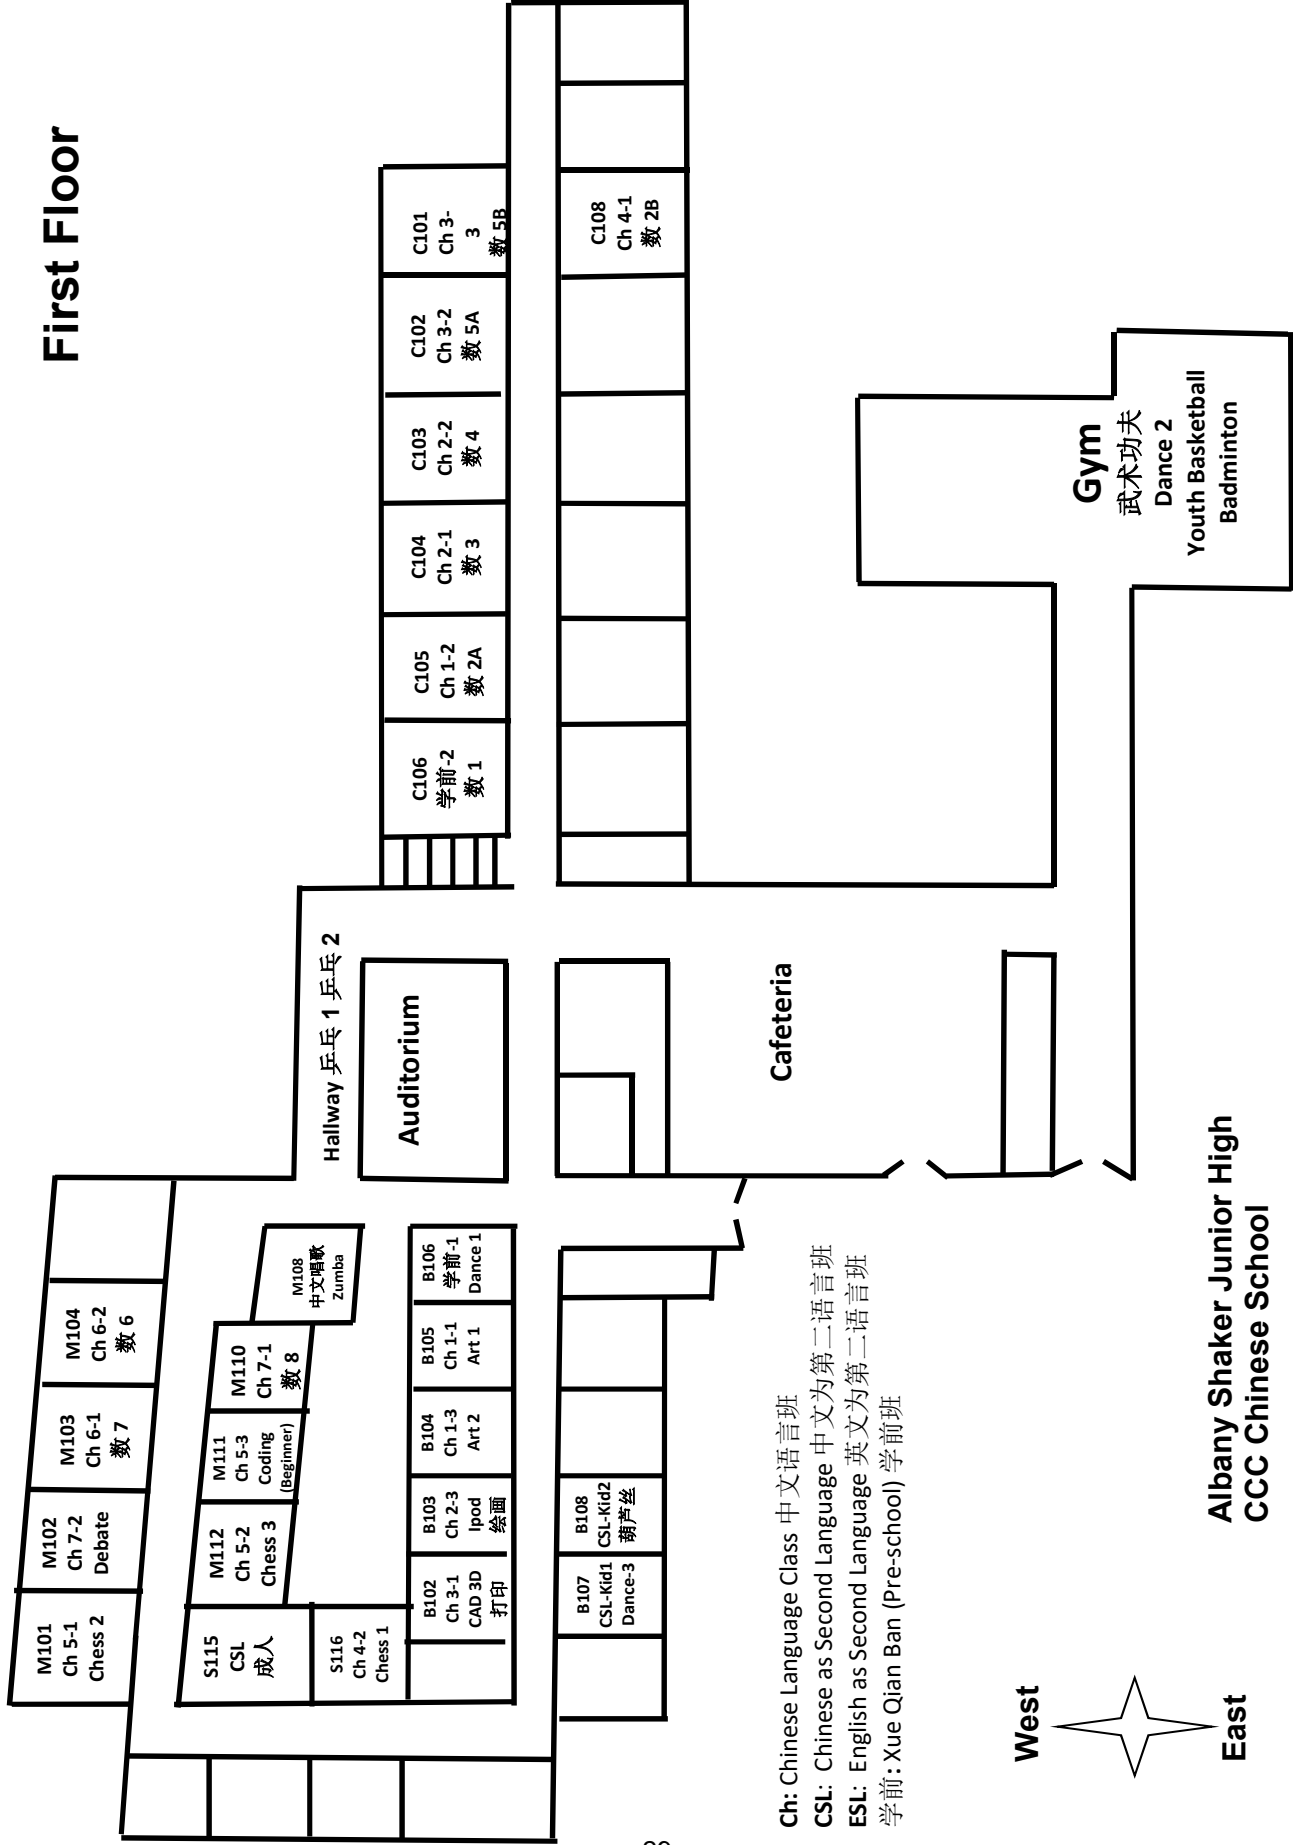 First Floor
M101
Ch 5-1
Chess 2
M102
Ch 7-2
Debate
M103
Ch 6-1
数 7
M104
Ch 6-2
数 6
S115
CSL
成人
M112
Ch 5-2
Chess 3
M111
Ch 5-3
Coding
(Beginner)
M110
Ch 7-1
数 8
M108
中文唱歌
Zumba
S116
Ch 4-2
Chess 1
B102
Ch 3-1
CAD 3D
打印
B103
Ch 2-3
Ipod
绘画
B104
Ch 1-3
Art 2
B105
Ch 1-1
Art 1
B106
学前-1
Dance 1
B107
CSL-Kid1
Dance-3
B108
CSL-Kid2
葫芦丝
Hallway 乒乓 1 乒乓 2
Auditorium
Cafeteria
C106
学前-2
数 1
C105
Ch 1-2
数 2A
C104
Ch 2-1
数 3
C103
Ch 2-2
数 4
C102
Ch 3-2
数 5A
C101
Ch 3-
3
数 5B
C108
Ch 4-1
数 2B
Gym
武术功夫
Dance 2
Youth Basketball
Badminton
Ch: Chinese Language Class 中文语言班
CSL: Chinese as Second Language 中文为第二语言班
ESL: English as Second Language 英文为第二语言班
学前: Xue Qian Ban (Pre-school) 学前班
West
East
Albany Shaker Junior High
CCC Chinese School